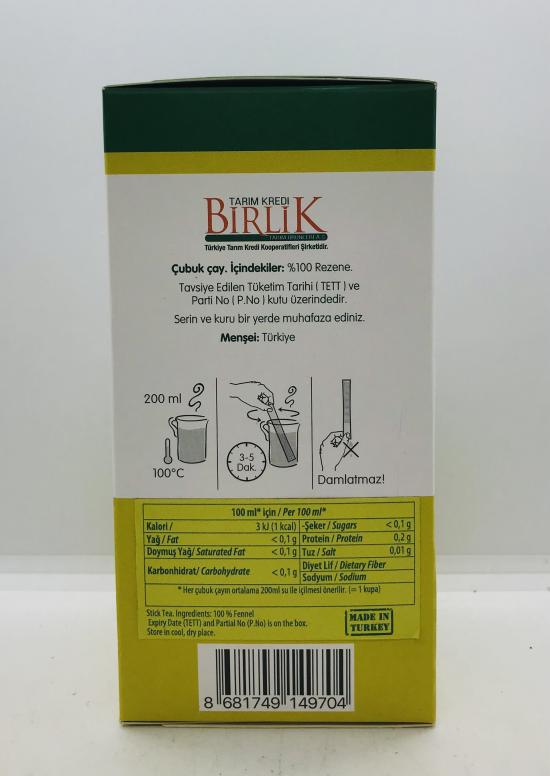 TARIM KREDİ
BİRLİK
TARIM ÜRÜNLERİ A.Ş
Türkiye Tarım Kredi Kooperatifleri Şirketidir.
Çubuk çay. İçindekiler: %100 Rezene.
Tavsiye Edilen Tüketim Tarihi ( TETT ) ve
Parti No ( P.No ) kutu üzerindedir.
Serin ve kuru bir yerde muhafaza ediniz.
Menşei: Türkiye
200 ml
100°C
3-5
Dak.
Damlatmaz!
100 ml* için / Per 100 ml*
Kalori / 3 kJ (1 kcal) -Şeker / Sugars < 0,1 g
Yağ / Fat < 0,1 g Protein / Protein 0,2 g
Doymuş Yağ/ Saturated Fat < 0,1 g Tuz / Salt 0,01 g
Karbonhidrat/ Carbohydrate < 0,1 g Diyet Lif / Dietary Fiber
Sodyum / Sodium
* Her çubuk çayın ortalama 200ml su ile içilmesi önerilir. (= 1 kupa)
Stick Tea. Ingredients: 100 % Fennel
Expiry Date (TETT) and Partial No (P.No) is on the box.
Store in cool, dry place.
MADE IN
TURKEY
8 681749 149704